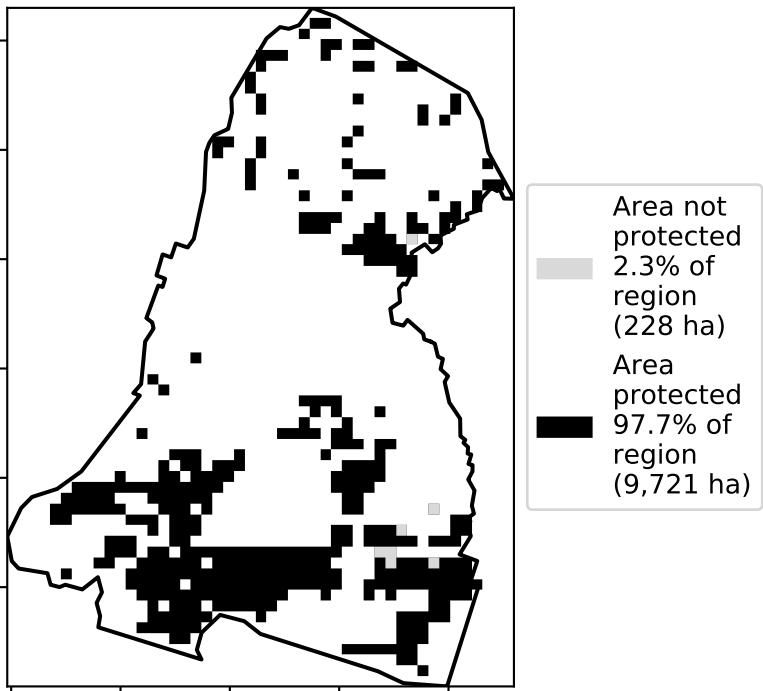 Area not
protected
2.3% of
region
(228 ha)
Area
protected
97.7% of
region
(9,721 ha)